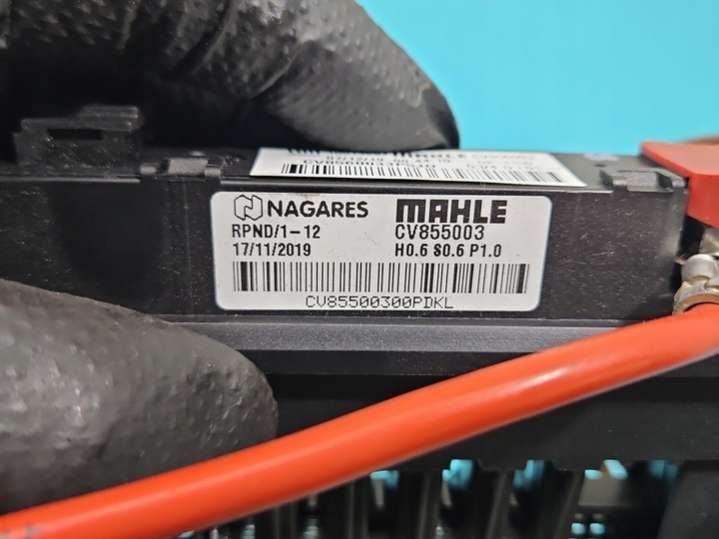 NAGARES MAHLE
RPND/1-12 CV855003
17/11/2019 H0.6 S0.6 P1.0
CV85500300PDKL